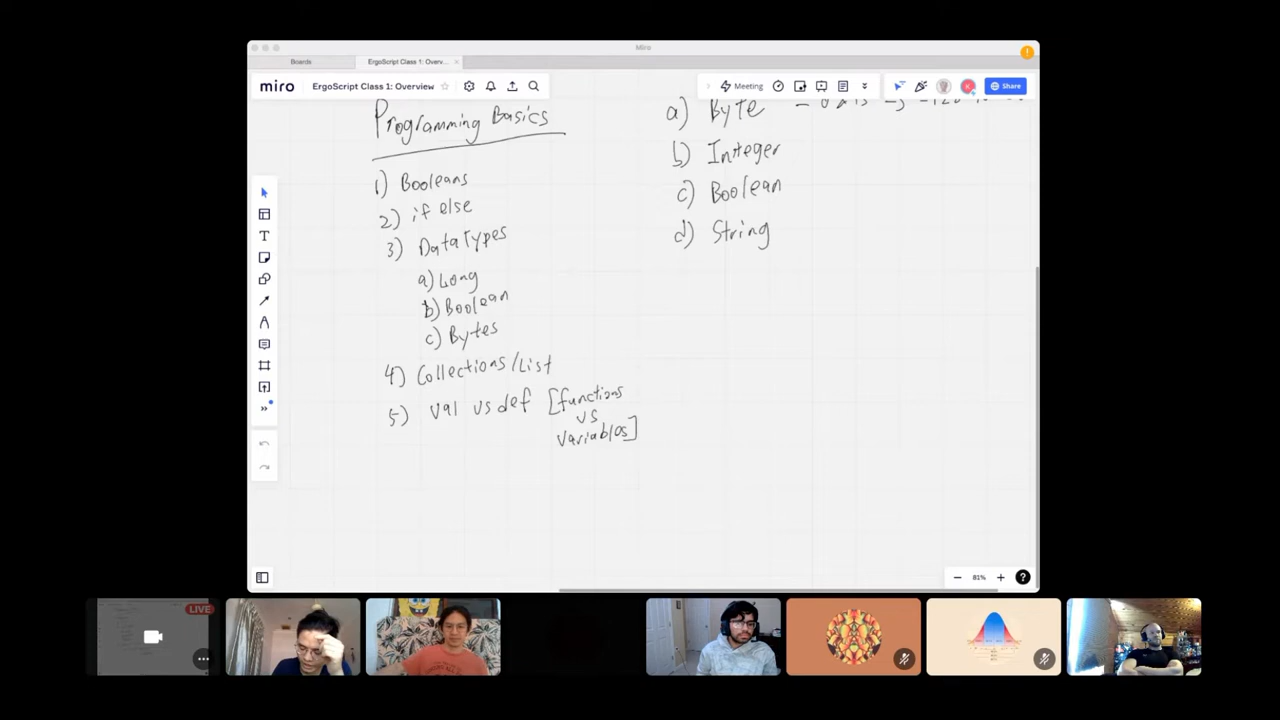 Miro
Boards
ErgoScript Class 1: Overv...
miro
ErgoScript Class 1: Overview
Meeting
Share
Programming Basics
1) Booleans
2) if else
3) DataTypes
a) Long
b) Boolean
c) Bytes
4) Collections/List
5) val vs def [functions
vs
variables]
a) Byte
b) Integer
c) Boolean
d) String
81%
LIVE